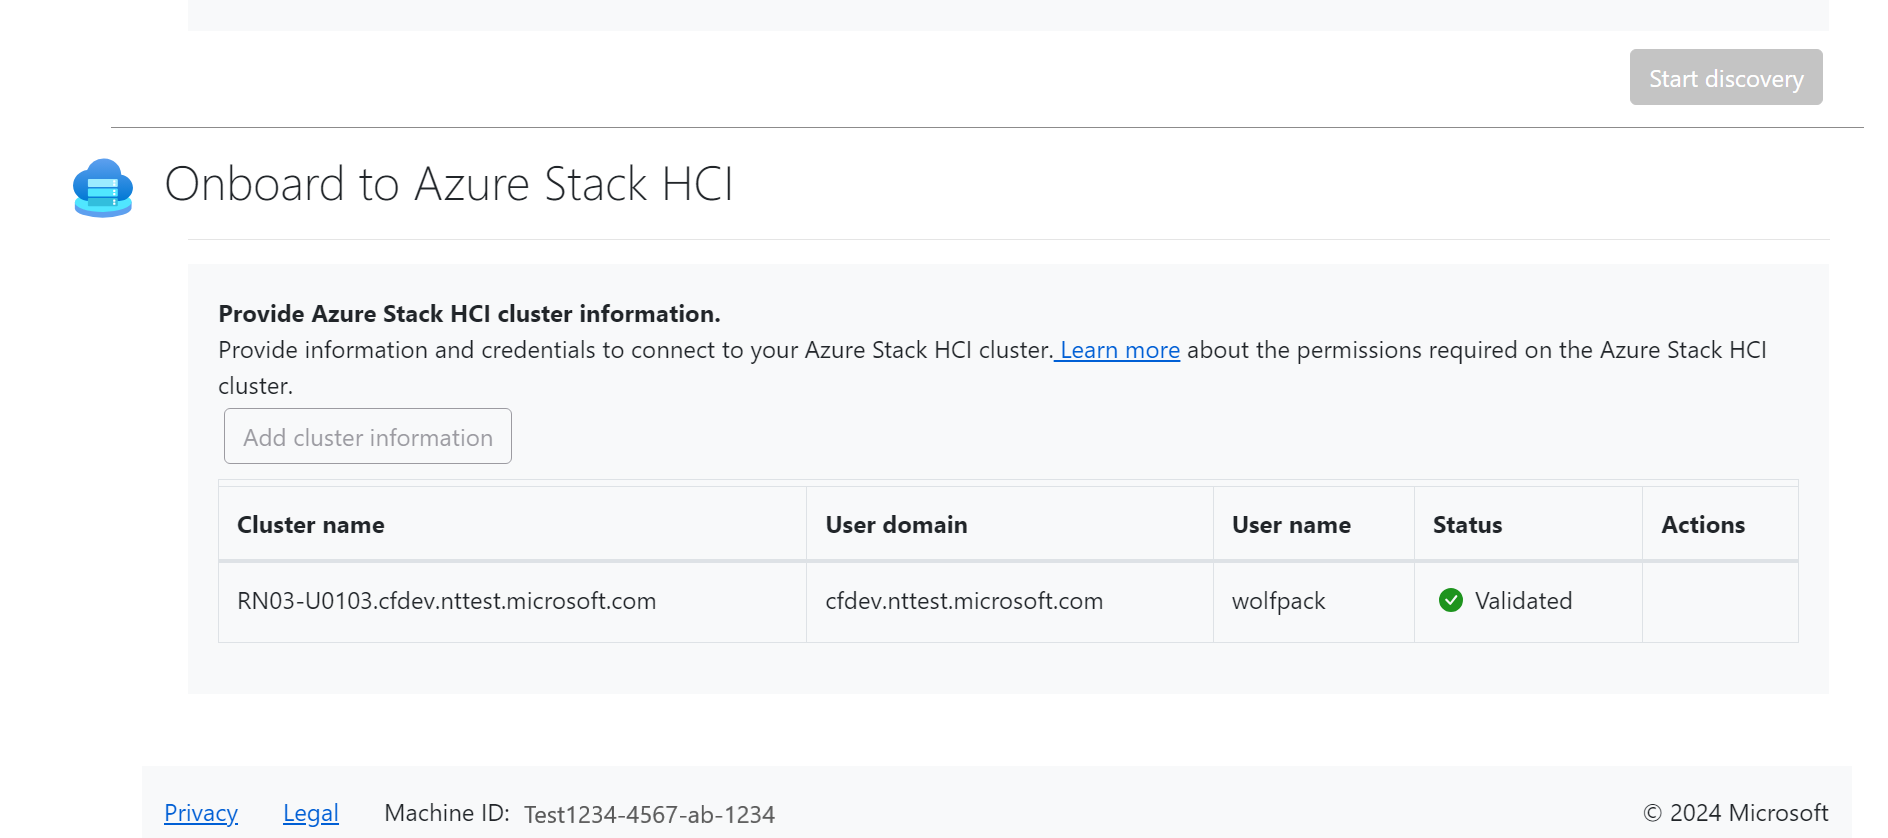 Start discovery
Onboard to Azure Stack HCI
Provide Azure Stack HCI cluster information.
Provide information and credentials to connect to your Azure Stack HCI cluster. Learn more about the permissions required on the Azure Stack HCI
cluster.
Add cluster information
Cluster name User domain User name Status Actions
RN03-U0103.cfdev.nttest.microsoft.com cfdev.nttest.microsoft.com wolfpack Validated
Privacy Legal Machine ID: Test1234-4567-ab-1234 © 2024 Microsoft